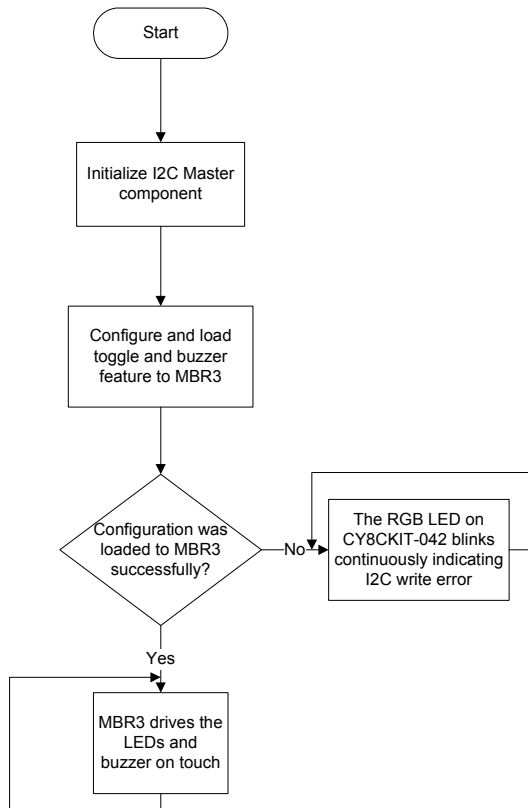 Start
Initialize I2C Master
component
Configure and load
toggle and buzzer
feature to MBR3
Configuration was
loaded to MBR3
successfully?
No
The RGB LED on
CY8CKIT-042 blinks
continuously indicating
I2C write error
Yes
MBR3 drives the
LEDs and
buzzer on touch